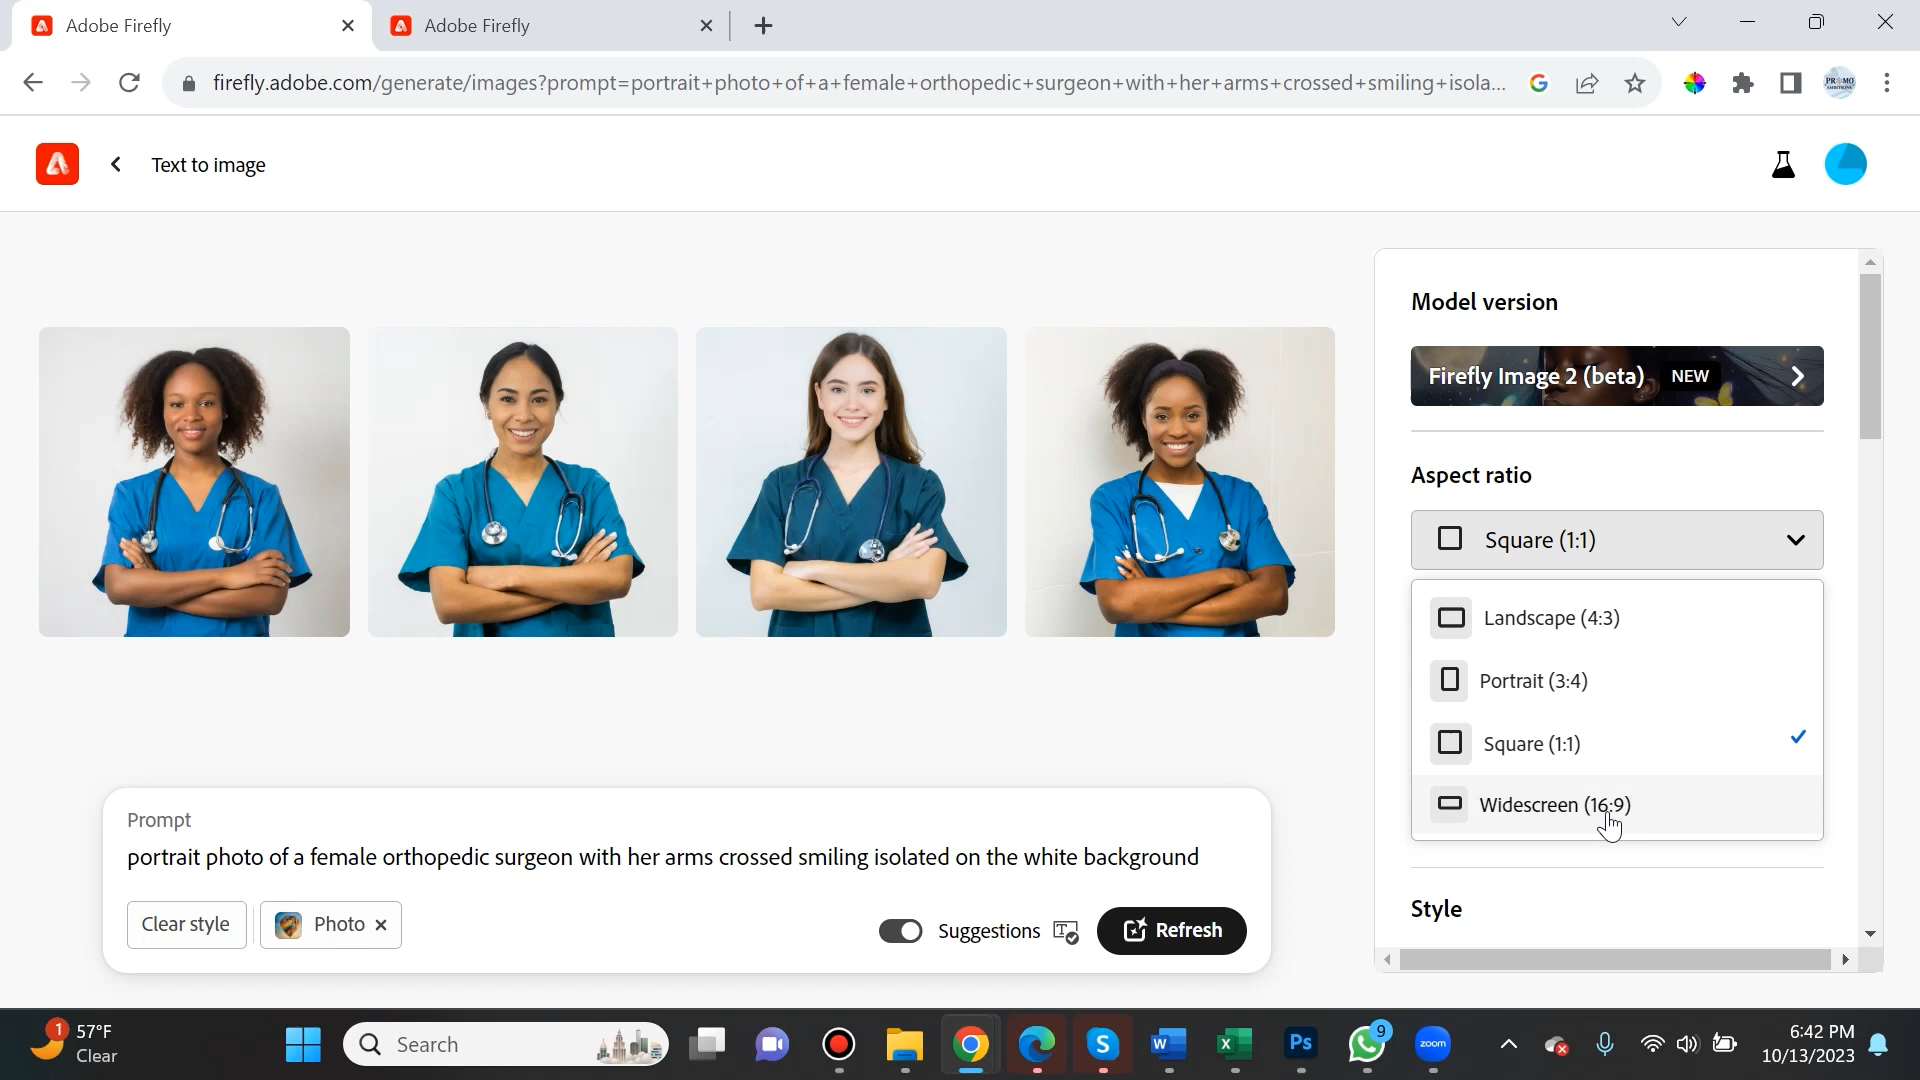 Adobe Firefly
Adobe Firefly
firefly.adobe.com/generate/images?prompt=portrait+photo+of+a+female+orthopedic+surgeon+with+her+arms+crossed+smiling+isola...
Text to image
Model version
Firefly Image 2 (beta) NEW
Aspect ratio
Square (1:1)
Landscape (4:3)
Portrait (3:4)
Square (1:1)
Widescreen (16:9)
Style
Prompt
portrait photo of a female orthopedic surgeon with her arms crossed smiling isolated on the white background
Clear style
Photo
Suggestions
Refresh
1
57°F
Clear
Search
W
X
Ps
9
zoom
6:42 PM
10/13/2023